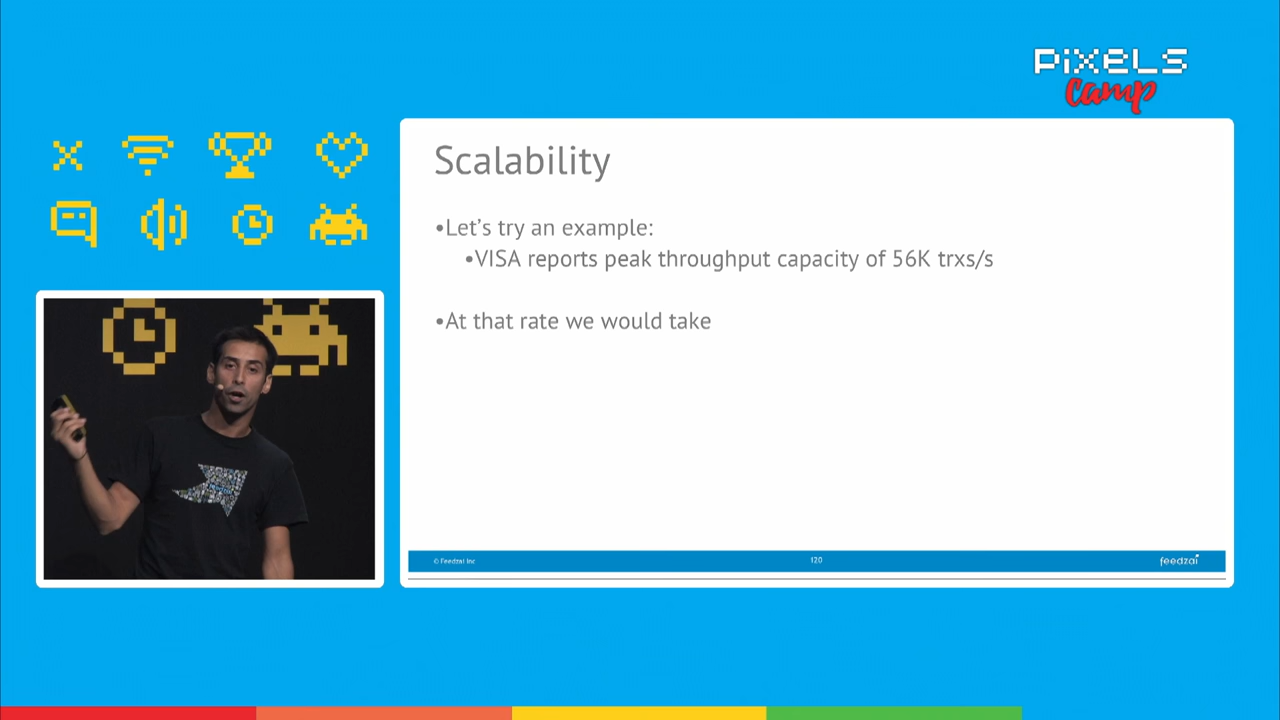 PIXELS
camp
Scalability
•Let's try an example:
•VISA reports peak throughput capacity of 56K trxs/s
•At that rate we would take
© Feedzai Inc
120
feedzai